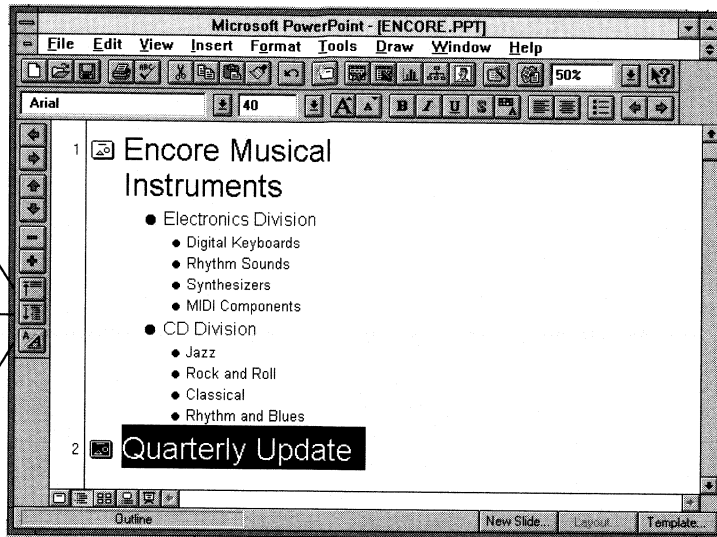 Microsoft PowerPoint - [ENCORE.PPT]
File Edit View Insert Format Tools Draw Window Help
ABC 50%
Arial 40 A A B I U S A
1 Encore Musical
Instruments
Electronics Division
Digital Keyboards
Rhythm Sounds
Synthesizers
MIDI Components
CD Division
Jazz
Rock and Roll
Classical
Rhythm and Blues
2 Quarterly Update
Outline New Slide... Layout... Template...